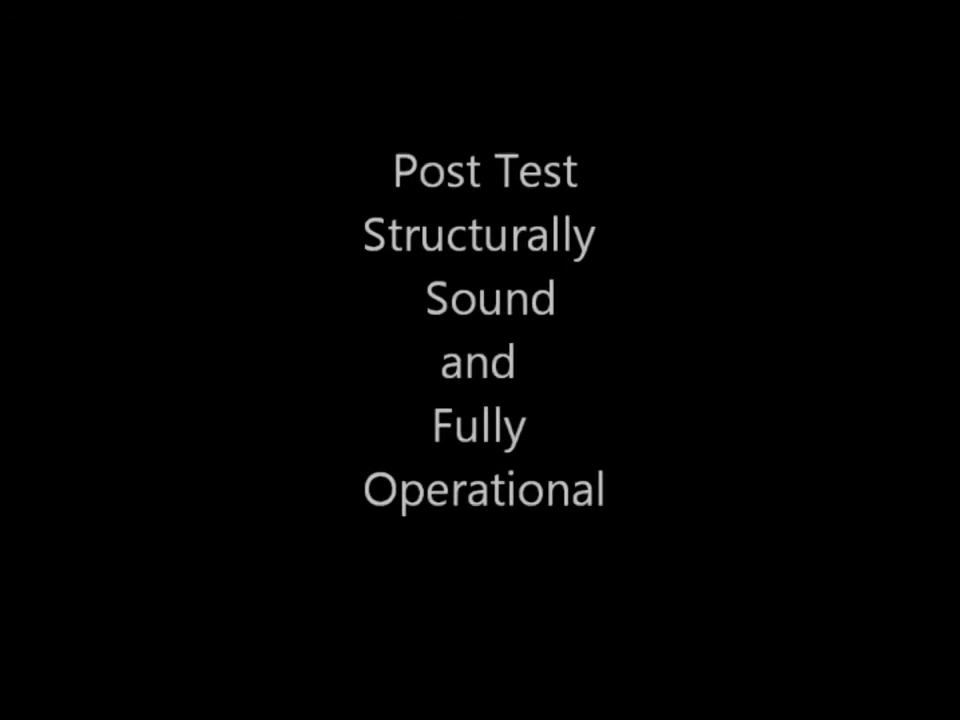 Post Test
Structurally
Sound
and
Fully
Operational